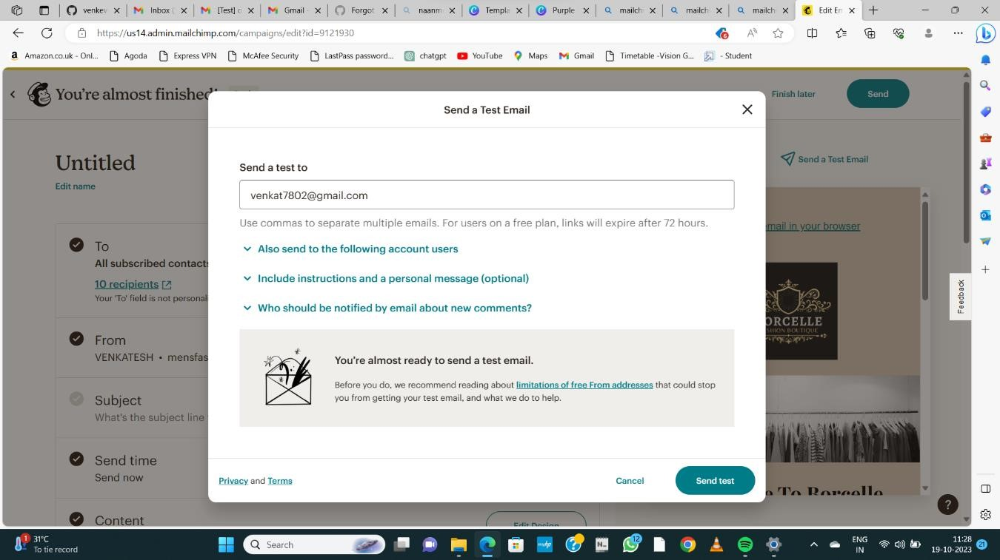 venkev
Inbox (
[Test] c
Gmail -
Forgot
naanm
Templa
Purple
mailch
mailch
mailchi
Edit En
https://us14.admin.mailchimp.com/campaigns/edit?id=9121930
6
Amazon.co.uk - Onl...
Agoda
Express VPN
McAfee Security
LastPass password...
chatgpt
YouTube
Maps
Gmail
Timetable -Vision G...
- Student
You're almost finished!
Finish later
Send
Send a Test Email
Untitled
Edit name
Send a Test Email
Send a test to
venkat7802@gmail.com
Use commas to separate multiple emails. For users on a free plan, links will expire after 72 hours.
Also send to the following account users
Include instructions and a personal message (optional)
Who should be notified by email about new comments?
You're almost ready to send a test email.
Before you do, we recommend reading about limitations of free From addresses that could stop
you from getting your test email, and what we do to help.
Privacy and Terms
Cancel
Send test
To
All subscribed contacts
10 recipients
Your 'To' field is not personali
From
VENKATESH • mensfas
Subject
What's the subject line
Send time
Send now
Content
Edit Design
mail in your browser
ORCELLE
SHION BOUTIQUE
e To Borcelle
Feedback
?
1
31°C
To tie record
Search
12
ENG
IN
11:28
19-10-2023
21